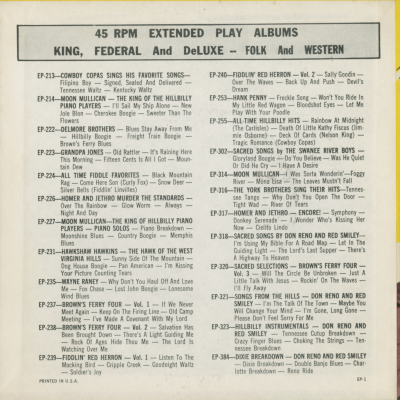 45 RPM EXTENDED PLAY ALBUMS
KING, FEDERAL And DeLUXE — FOLK And WESTERN
EP-213—COWBOY COPAS SINGS HIS FAVORITE SONGS—
Filipino Boy — Signed, Sealed and Delivered —
Tennessee Waltz — Kentucky Waltz
EP-214—MOON MULLICAN — THE KING OF THE HILLBILLY
PIANO PLAYERS — I'll Sail My Ship Alone — New
Jole Blon — Cherokee Boogie — Sweeter Than The
Flowers
EP-222—DELMORE BROTHERS — Blues Stay Away From Me
— Hillbilly Boogie — Freight Train Boogie —
Brown's Ferry Blues
EP-223—GRANDPA JONES — Old Rattler — It's Raining Here
This Morning — Fifteen Cents Is All I Got — Moun-
tain Dew
EP-224—ALL TIME FIDDLE FAVORITES — Black Mountain
Rag — Come Here Son (Curly Fox) — Snow Deer —
Silver Bells (Fiddlin' Linvillei)
EP-226—HOMER AND JETHRO MURDER THE STANDARDS —
Over The Rainbow — Glow Worm — Always —
Night And Day
EP-227—MOON MULLICAN—THE KING OF THE HILLBILLY PIANO
PLAYERS — PIANO SOLOS — Piano Breakdown —
Moonshine Blues — Country Boogie — Memphis
Blues
EP-231—HAWKSHAW HAWKINS — THE HAWK OF THE WEST
VIRGINIA HILLS — Sunny Side Of The Mountain —
Dog House Boogie — Pan American — I'm Kissing
Your Picture Counting Tears
EP-235—WAYNE RANEY — Why Don't You Haul Off And Love
Me — Fox Chase — Lost John Boogie — Lonesome
Wind Blues
EP-237—BROWN'S FERRY FOUR — Vol. 1 — If We Never
Meet Again — Keep On The Firing Line — Old Camp
Meeting — I've Made A Covenant With My Lord
EP-238—BROWN'S FERRY FOUR — Vol. 2 — Salvation Has
Been Brought Down — There's A Light Guiding Me
— Rock Of Ages Hide Thou Me — The Lord Is
Watching Over Me
EP-239—FIDDLIN' RED HERRON — Vol. 1 — Listen To The
Mocking Bird — Cripple Creek — Goodnight Waltz
— Soldier's Joy
EP-240—FIDDLIN' RED HERRON — Vol. 2 — Sally Goodin —
Over The Waves — Back Up And Push — Devil's
Dream
EP-253—HANK PENNY — Freckle Song — Won't You Ride In
My Little Red Wagon — Bloodshot Eyes — Let Me
Play With Your Poodle
EP-255—ALL-TIME HILLBILLY HITS — Rainbow At Midnight
(The Carlisles) — Death Of Little Kathy Fiscus (Jim-
mie Osborne) — Deck Of Cards (Nelson King) —
Tragic Romance (Cowboy Copas)
EP-302—SACRED SONGS BY THE SWANEE RIVER BOYS —
Gloryland Boogie — Do You Believe — Was He Quiet
Or Did He Cry — I Have A Desire
EP-314—MOON MULLICAN — I Was Sorta Wonderin' — Foggy
River — Mona Lisa — The Leaves Mustn't Fall
EP-316—THE YORK BROTHERS SING THEIR HITS—Tennes-
see Tango — Why Don't You Open The Door —
Tight Wad — River Of Tears
EP-317—HOMER AND JETHRO — ENCORE! — Symphony —
Donkey Serenade — I Wonder Who's Kissing Her
Now — Cielito Lindo
EP-318—SACRED SONGS BY DON RENO AND RED SMILEY—
I'm Using My Bible For A Road Map — Let In The
Guiding Light — The Lord's Last Supper — There's
A Highway To Heaven
EP-320—SACRED SELECTIONS — BROWN'S FERRY FOUR —
Vol. 3 — Will The Circle Be Unbroken — Just A
Little Talk With Jesus — Rockin' On The Waves
— I'll Fly Away
EP-321—SONGS FROM THE HILLS — DON RENO AND RED
SMILEY — I'm The Talk Of The Town — Maybe You
Will Change Your Mind — I'm Gone, Long Gone —
Please Don't Feel Sorry For Me
EP-323—HILLBILLY INSTRUMENTALS — DON RENO AND
RED SMILEY — Tennessee Cutup Breakdown —
Crazy Finger Blues — Choking The Strings — Ten-
nessee Breakdown
EP-384—DIXIE BREAKDOWN — DON RENO AND RED SMILEY
— Dixie Breakdown — Double Banjo Blues — Char-
lotte Breakdown — Reno Ride
PRINTED IN U.S.A.
EP-1